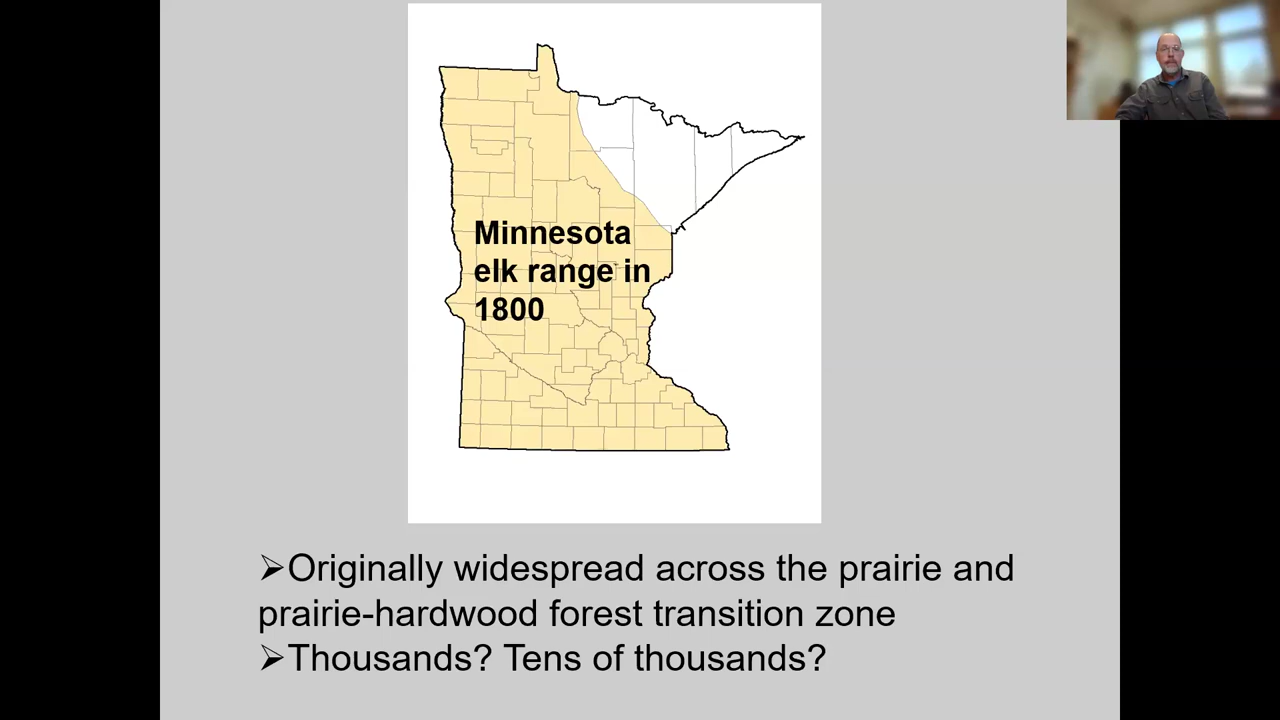 Minnesota
elk range in
1800
➢Originally widespread across the prairie and
prairie-hardwood forest transition zone
➢Thousands? Tens of thousands?